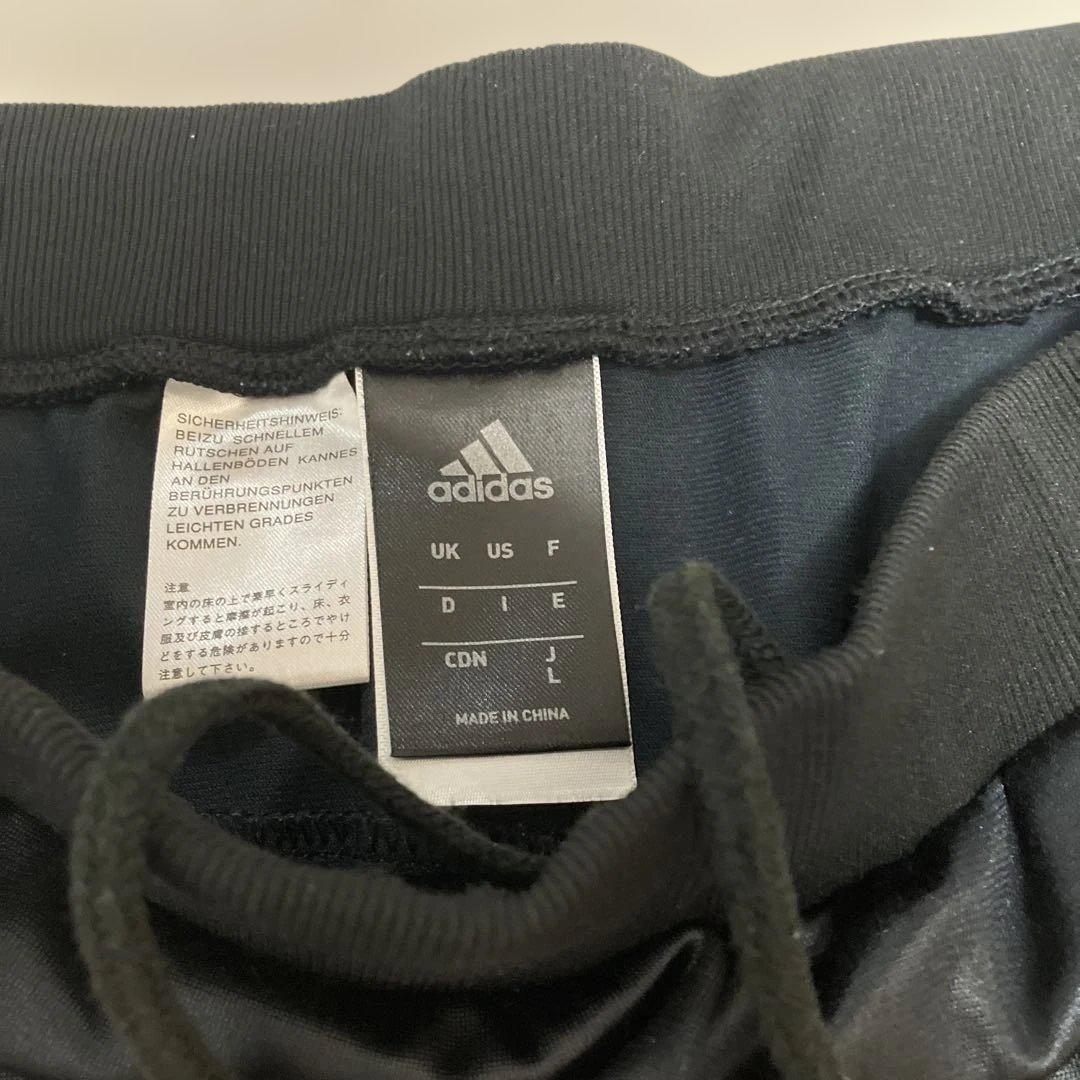 SICHERHEITSHINWEIS:
BEIZU SCHNELLEM
RUTSCHEN AUF
HALLENBÖDEN KANNES
AN DEN
BERÜHRUNGSPUNKTEN
ZU VERBRENNUNGEN
LEICHTEN GRADES
KOMMEN.
注意
室内の床の上で素早くスライディ
ングすると摩擦が起こり、床、衣
服及び皮膚の接するところでやけ
どをする危険がありますので十分
注意して下さい。
adidas
UK US F
D I E
CDN J
L
MADE IN CHINA